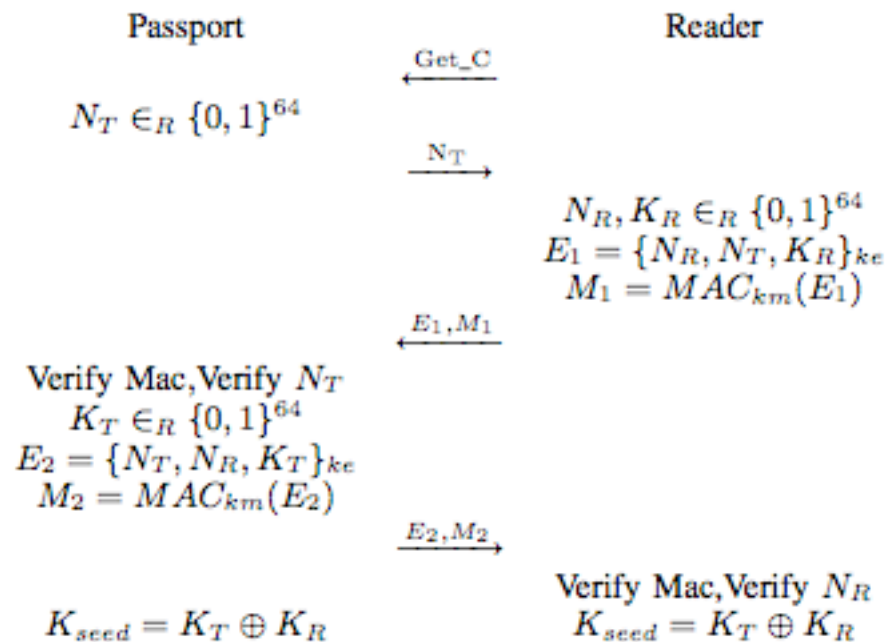 Passport Reader
Get_C
N_T ∈_R {0, 1}^64
N_T
N_R, K_R ∈_R {0, 1}^64
E_1 = {N_R, N_T, K_R}_ke
M_1 = MAC_km(E_1)
E_1, M_1
Verify Mac,Verify N_T
K_T ∈_R {0, 1}^64
E_2 = {N_T, N_R, K_T}_ke
M_2 = MAC_km(E_2)
E_2, M_2
Verify Mac,Verify N_R
K_seed = K_T ⊕ K_R K_seed = K_T ⊕ K_R